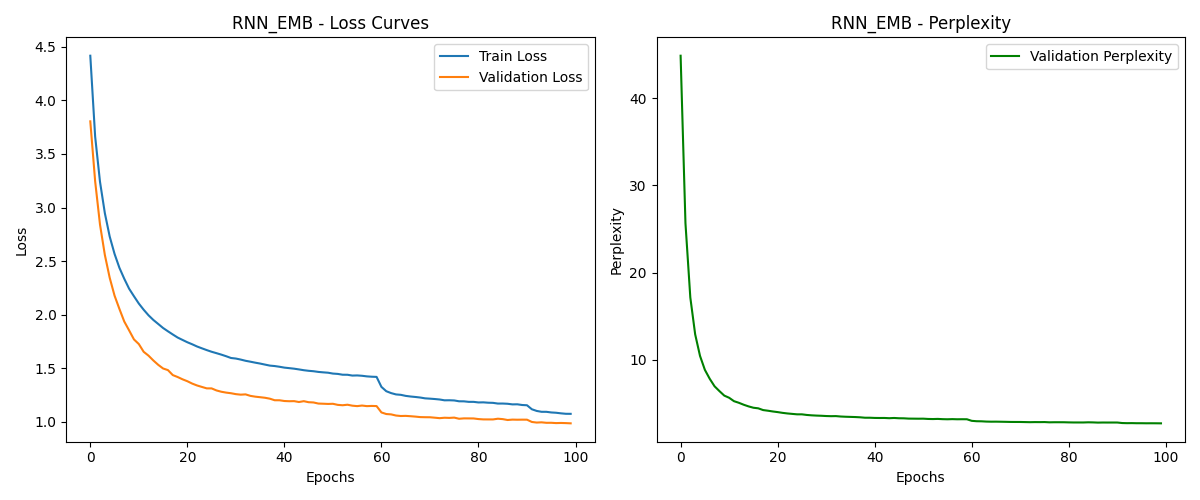 RNN_EMB - Loss Curves
Train Loss
Validation Loss
4.5
4.0
3.5
3.0
2.5
2.0
1.5
1.0
Loss
0 20 40 60 80 100
Epochs
RNN_EMB - Perplexity
Validation Perplexity
40
30
20
10
Perplexity
0 20 40 60 80 100
Epochs